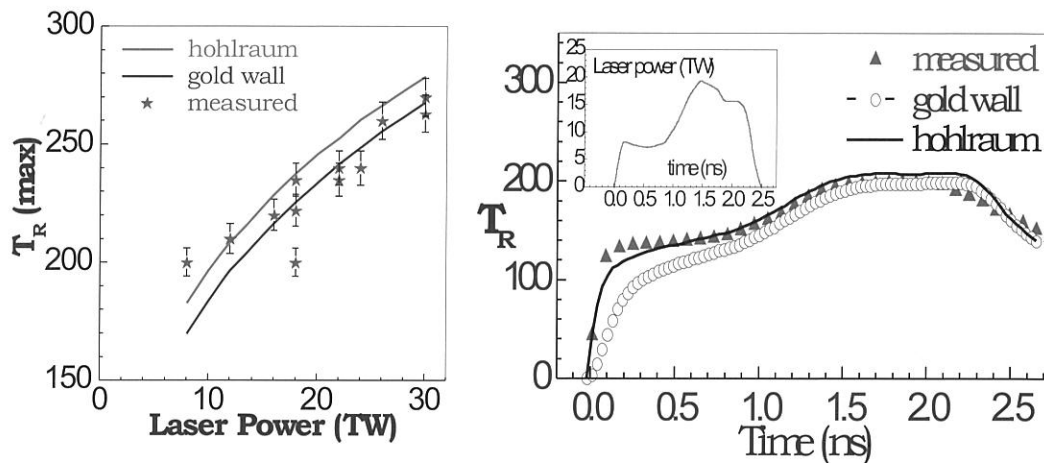 300
250
200
150
T_R (max)
hohlraum
gold wall
measured
0 10 20 30
Laser Power (TW)
300
200
100
0
T_R
25
20
15
10
5
0
Laser power (TW)
time (ns)
0.0 0.5 1.0 1.5 2.0 2.5
measured
gold wall
hohlraum
0.0 0.5 1.0 1.5 2.0 2.5
Time (ns)